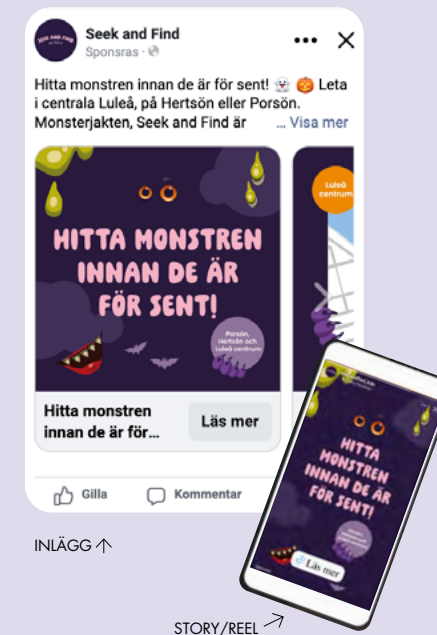 SEEK AND FIND
Seek and Find
Sponsras ·
Hitta monstren innan de är för sent! 👻 🎃 Leta
i centrala Luleå, på Hertsön eller Porsön.
Monsterjakten, Seek and Find är ... Visa mer
HITTA MONSTREN
INNAN DE ÄR
FÖR SENT!
Porsön,
Hertsön och
Luleå centrum
Luleå
centrum
Hitta monstren
innan de är för...
Läs mer
Gilla
Kommentar
HITTA
MONSTREN
INNAN DE ÄR
FÖR SENT!
Läs mer
INLÄGG ↑
STORY/REEL ↗